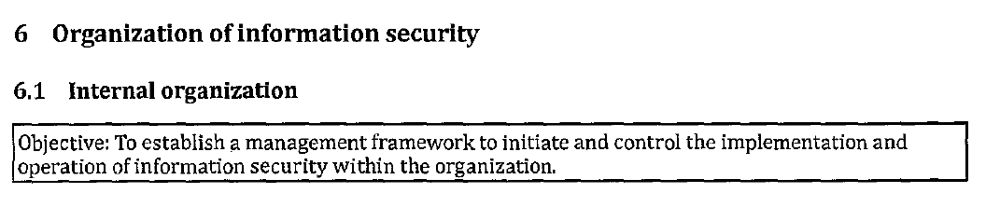 6 Organization of information security
6.1 Internal organization
Objective: To establish a management framework to initiate and control the implementation and
operation of information security within the organization.